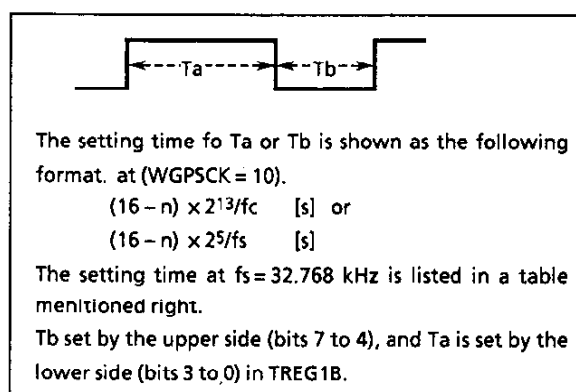 Ta Tb
The setting time fo Ta or Tb is shown as the following
format. at (WGPSCK = 10).
(16 – n) × 2¹³/fc [s] or
(16 – n) × 2⁵/fs [s]
The setting time at fs = 32.768 kHz is listed in a table
menitioned right.
Tb set by the upper side (bits 7 to 4), and Ta is set by the
lower side (bits 3 to 0) in TREG1B.